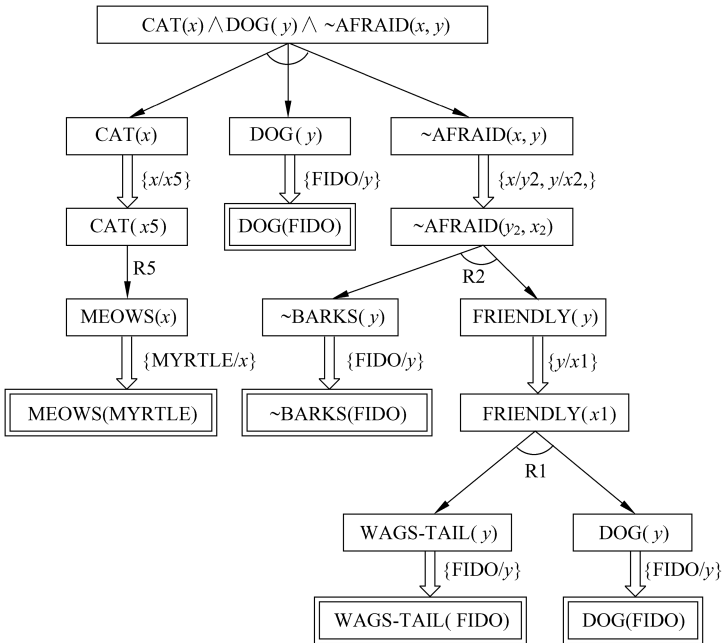 CAT(x)∧DOG( y)∧ ~AFRAID(x, y)
CAT(x)
DOG( y)
~AFRAID(x, y)
{x/x5}
{FIDO/y}
{x/y2, y/x2,}
CAT( x5)
DOG(FIDO)
~AFRAID(y₂, x₂)
R5
R2
MEOWS(x)
~BARKS( y)
FRIENDLY( y)
{MYRTLE/x}
{FIDO/y}
{y/x1}
MEOWS(MYRTLE)
~BARKS(FIDO)
FRIENDLY( x1)
R1
WAGS-TAIL( y)
DOG( y)
{FIDO/y}
{FIDO/y}
WAGS-TAIL( FIDO)
DOG(FIDO)